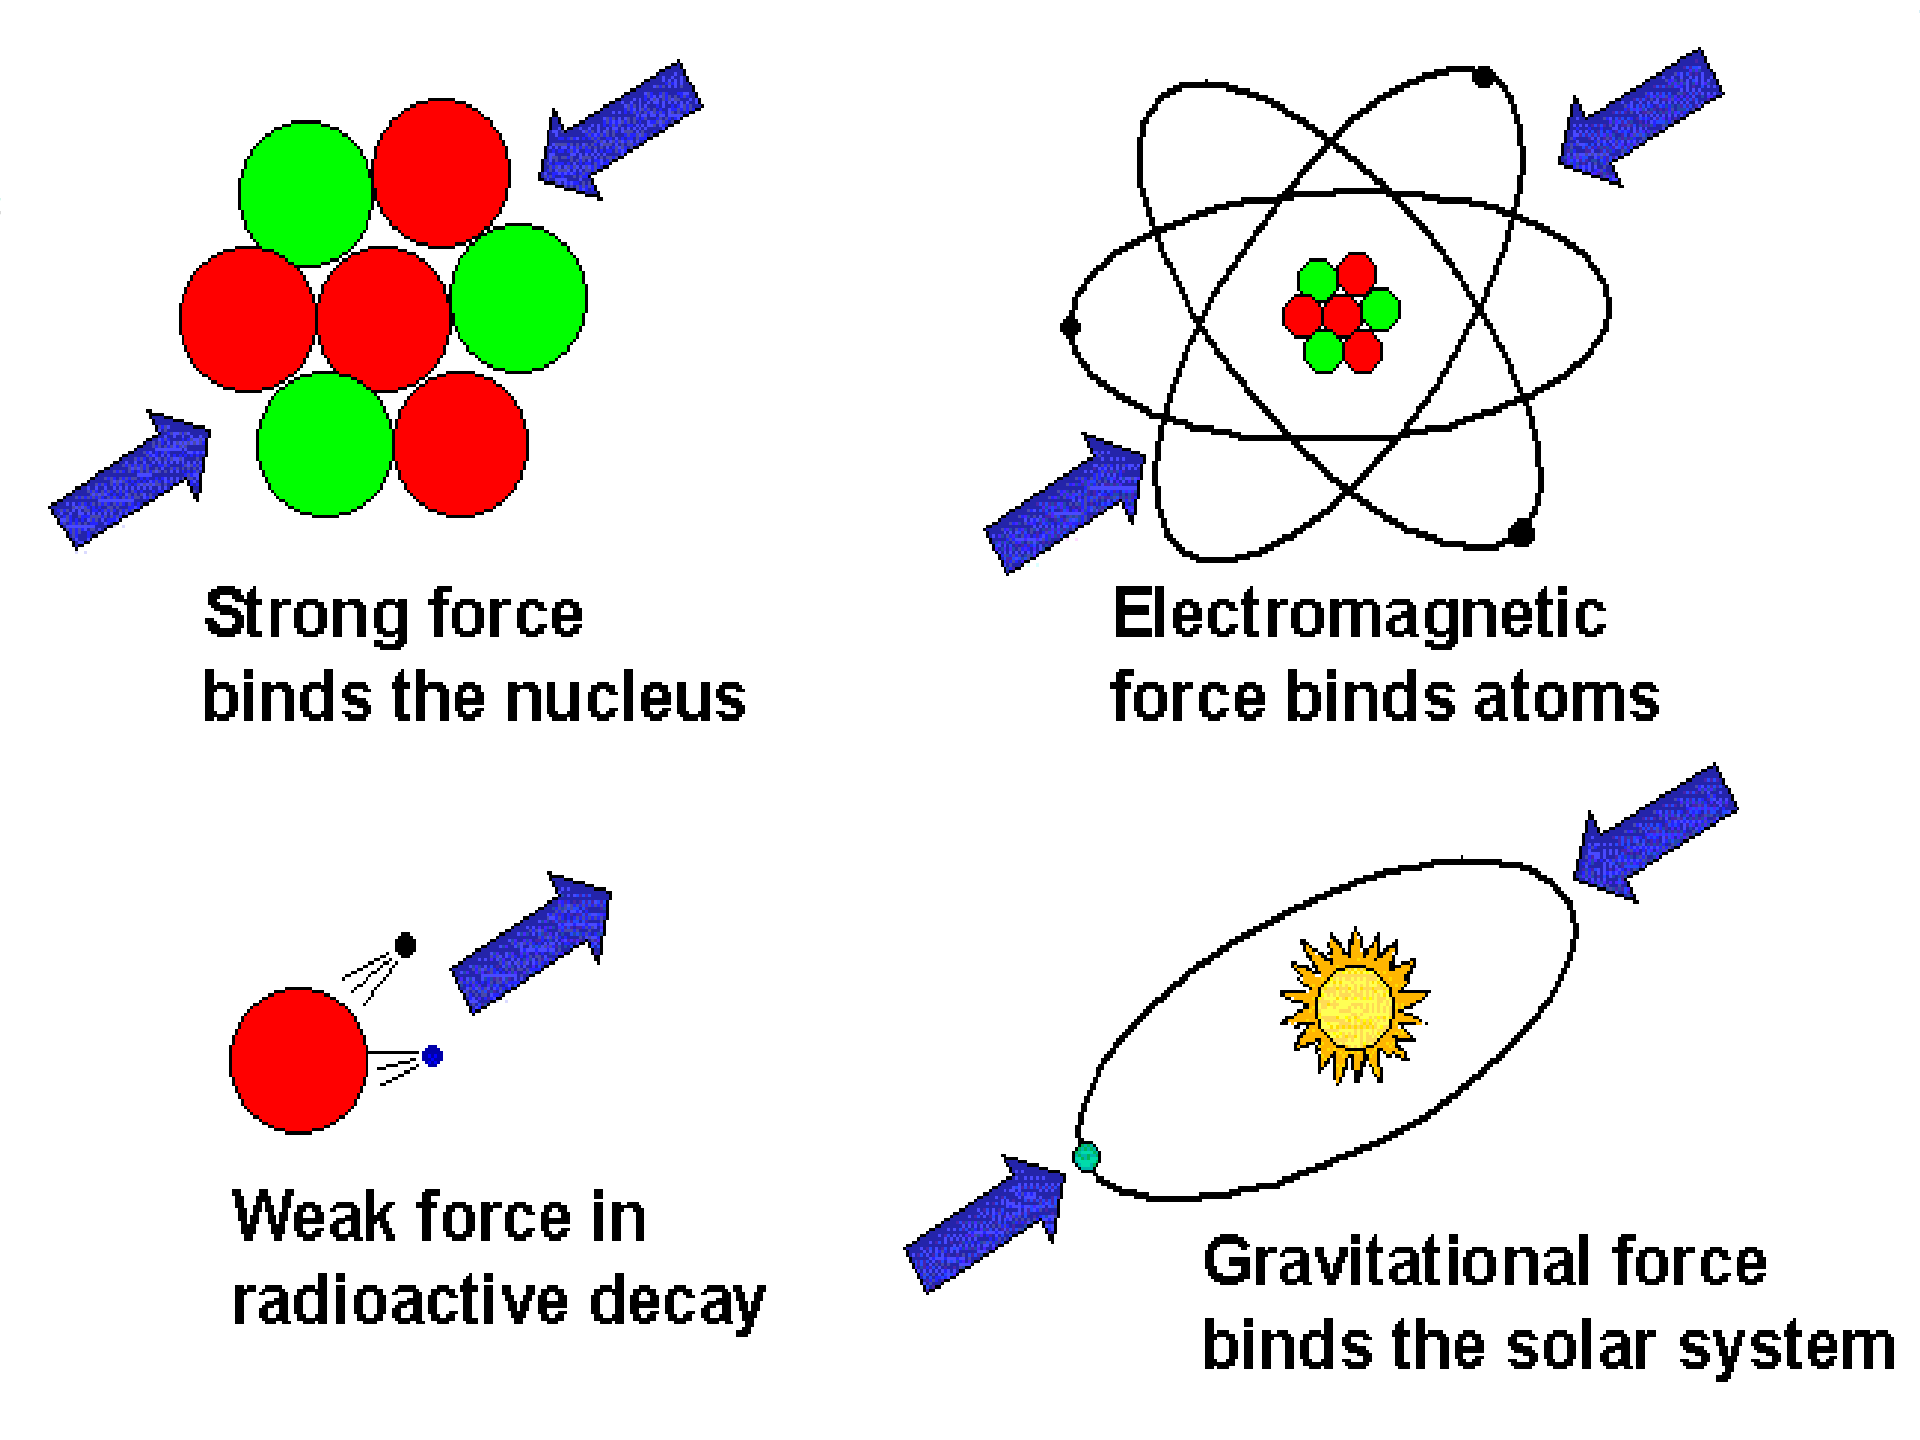 Strong force
binds the nucleus
Electromagnetic
force binds atoms
Weak force in
radioactive decay
Gravitational force
binds the solar system